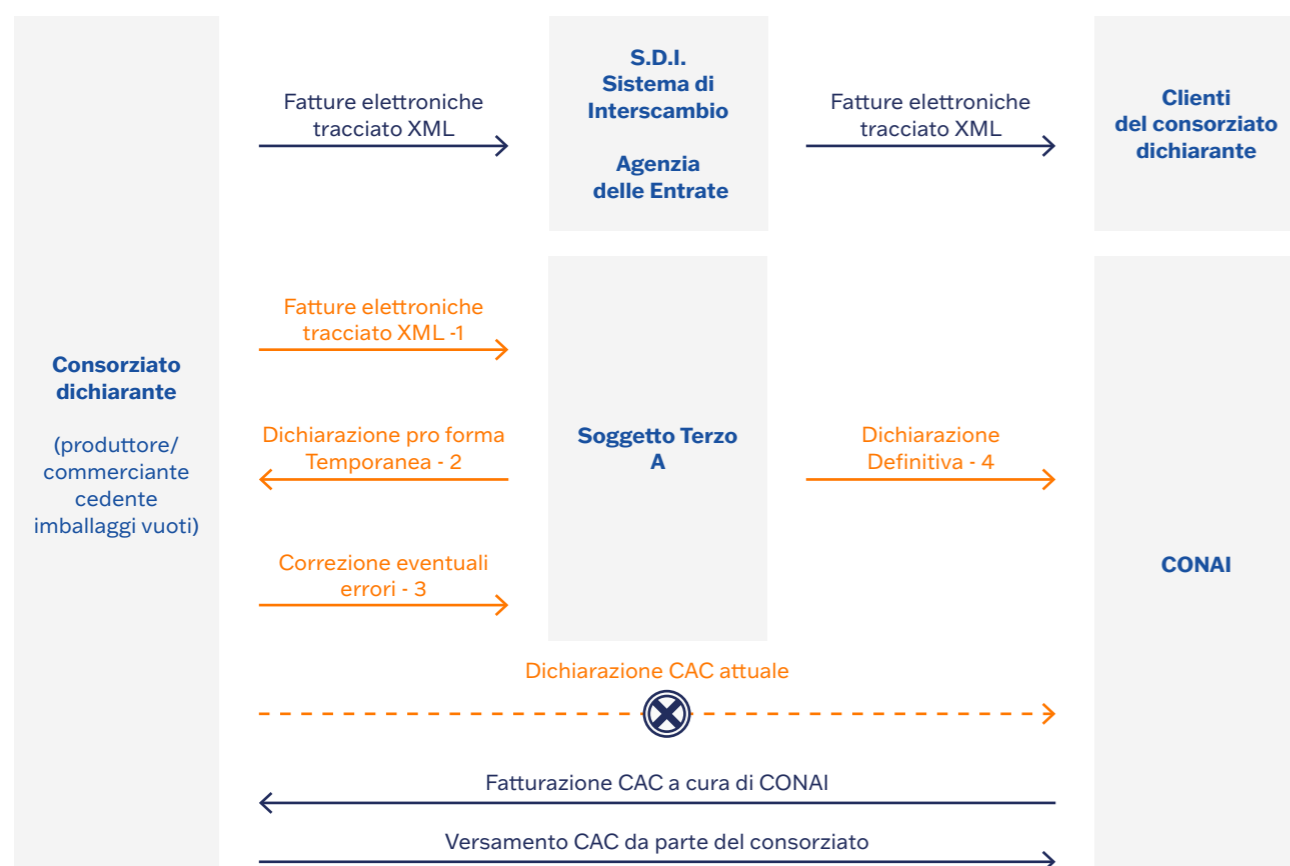 Fatture elettroniche
tracciato XML
S.D.I.
Sistema di
Interscambio
Agenzia
delle Entrate
Fatture elettroniche
tracciato XML
Clienti
del consorziato
dichiarante
Consorziato
dichiarante
(produttore/
commerciante
cedente
imballaggi vuoti)
Fatture elettroniche
tracciato XML -1
Dichiarazione pro forma
Temporanea - 2
Correzione eventuali
errori - 3
Soggetto Terzo
A
Dichiarazione
Definitiva - 4
CONAI
Dichiarazione CAC attuale
Fatturazione CAC a cura di CONAI
Versamento CAC da parte del consorziato